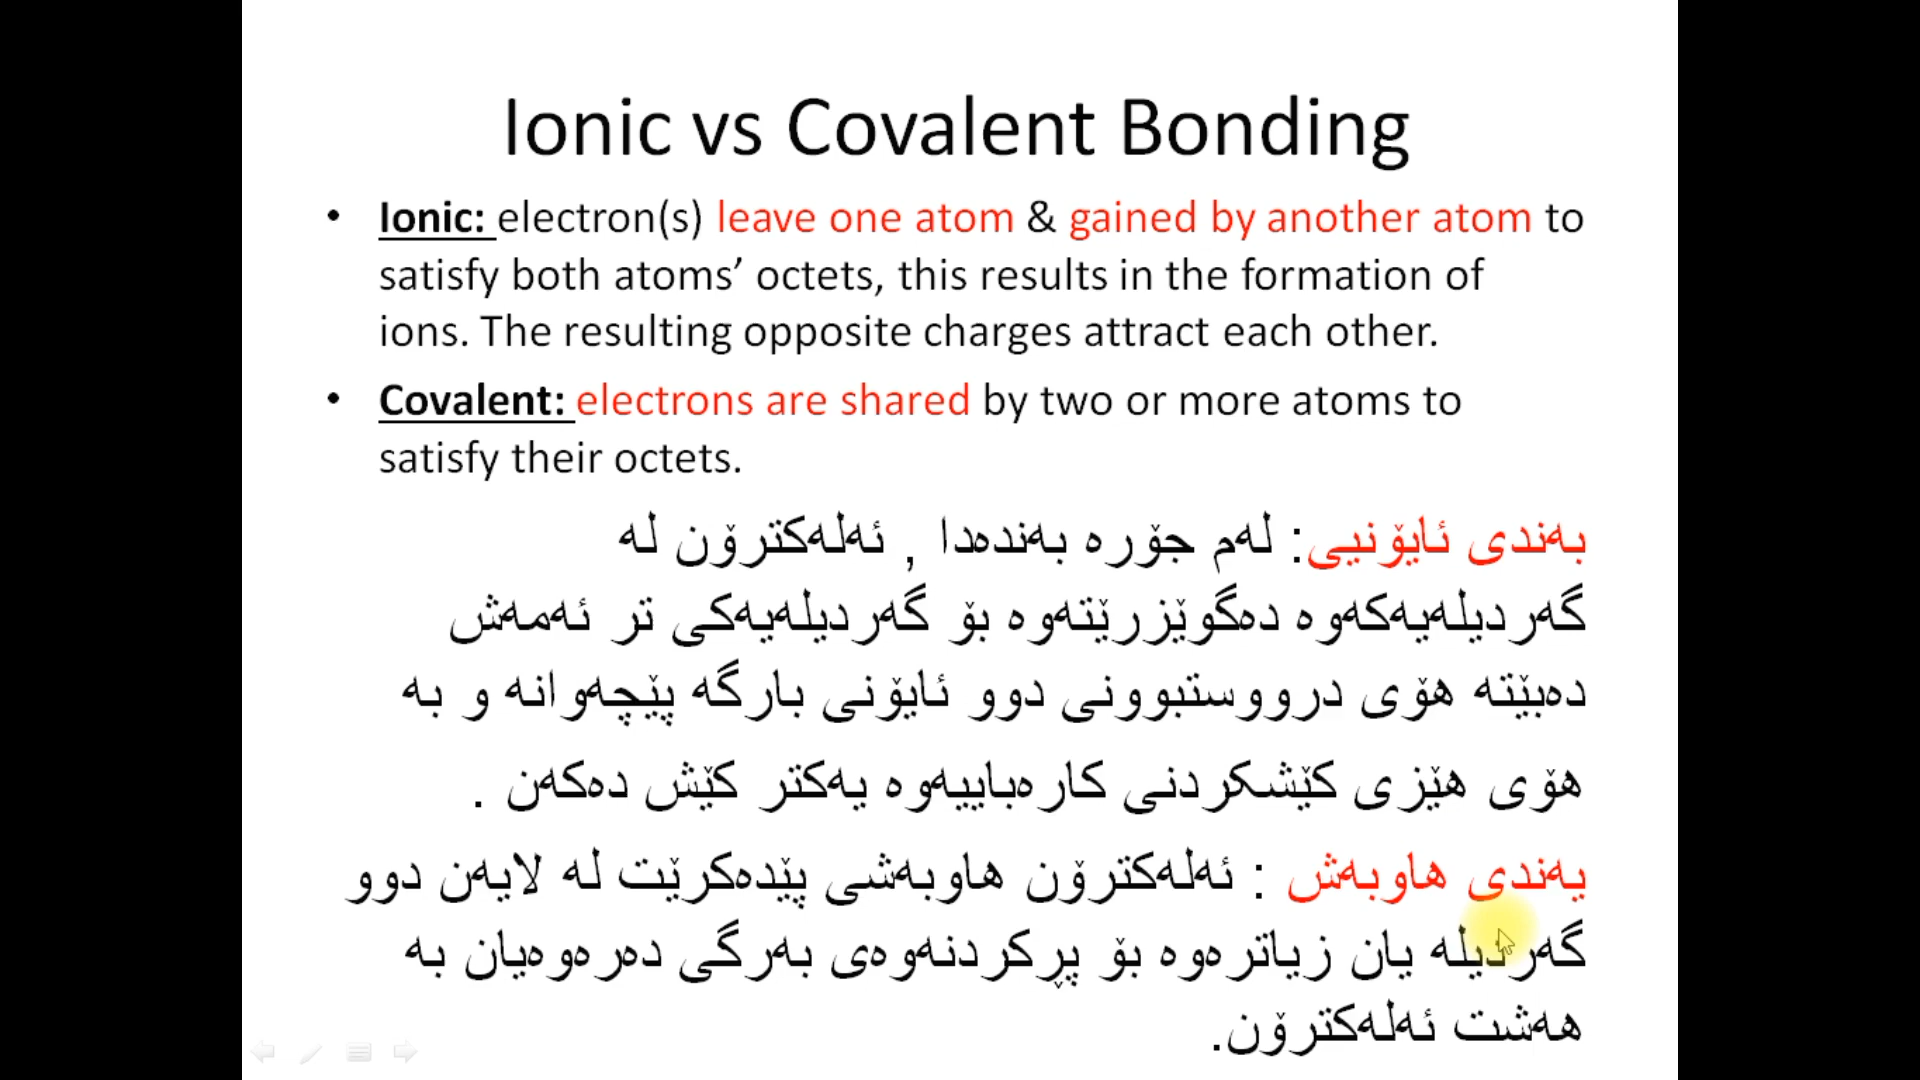 Ionic vs Covalent Bonding
• Ionic: electron(s) leave one atom & gained by another atom to
satisfy both atoms’ octets, this results in the formation of
ions. The resulting opposite charges attract each other.
• Covalent: electrons are shared by two or more atoms to
satisfy their octets.
بەندی ئایۆنیی: لەم جۆرە بەندەدا , ئەلەکترۆن لە
گەردیلەیەکەوە دەگوێزرێتەوە بۆ گەردیلەیەکی تر ئەمەش
دەبێتە هۆی درووستبوونی دوو ئایۆنی بارگە پێچەوانە و بە
هۆی هێزی کێشکردنی کارەباییەوە یەکتر کێش دەکەن .
یەندی هاوبەش : ئەلەکترۆن هاوبەشی پێدەکرێت لە لایەن دوو
گەردیلە یان زیاترەوە بۆ پڕکردنەوەی بەرگی دەرەوەیان بە
هەشت ئەلەکترۆن.